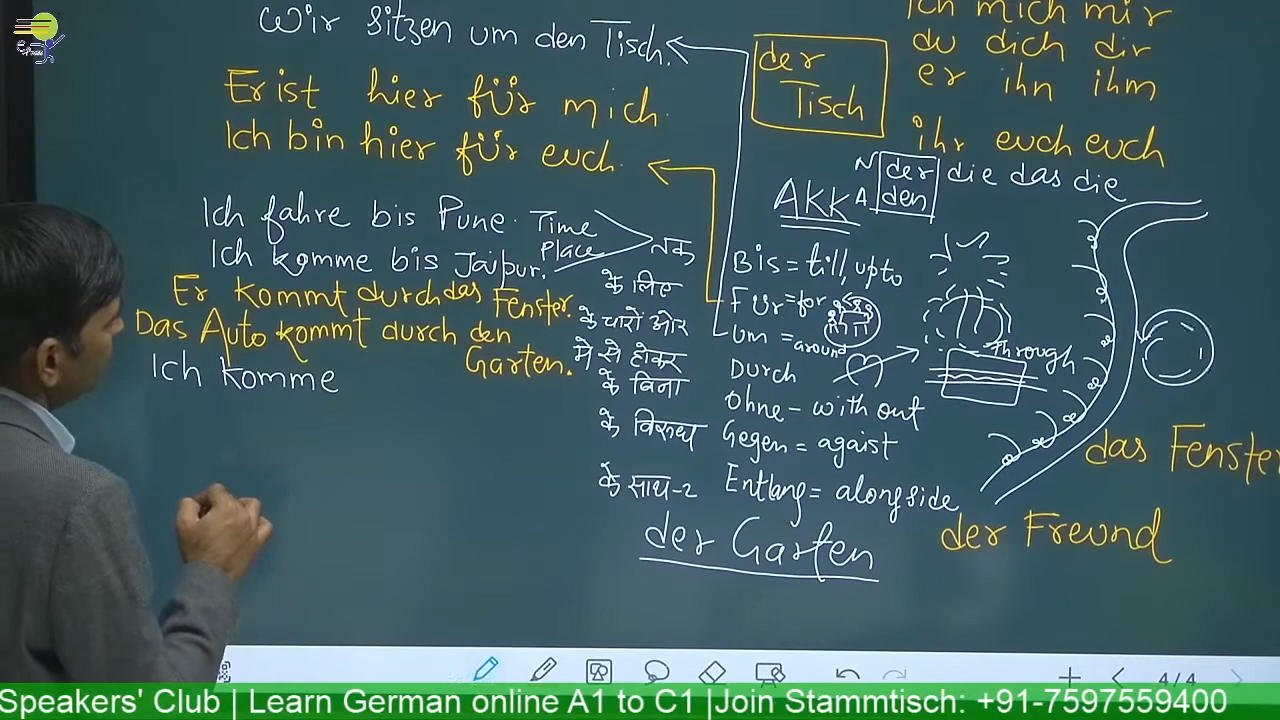 Wir sitzen um den Tisch.
Er ist hier für mich.
Ich bin hier für euch.
Ich fahre bis Pune. Time
Ich komme bis Jaipur. Place
तक
Er kommt durch das Fenster.
Das Auto kommt durch den
Garten.
Ich komme
der
Tisch
Ich mich mir
du dich dir
er ihn ihm
ihr euch euch
N der die das die
AKK A den
के लिए
के चारों ओर
में से होकर
के बिना
के विरुध
के साथ-2
Bis = till, upto
Für = for
Um = around
Durch
Through
Ohne - with out
Gegen = agaist
Entlang = alongside
der Garten
das Fenster
der Freund
4/4
Speakers' Club | Learn German online A1 to C1 |Join Stammtisch: +91-7597559400